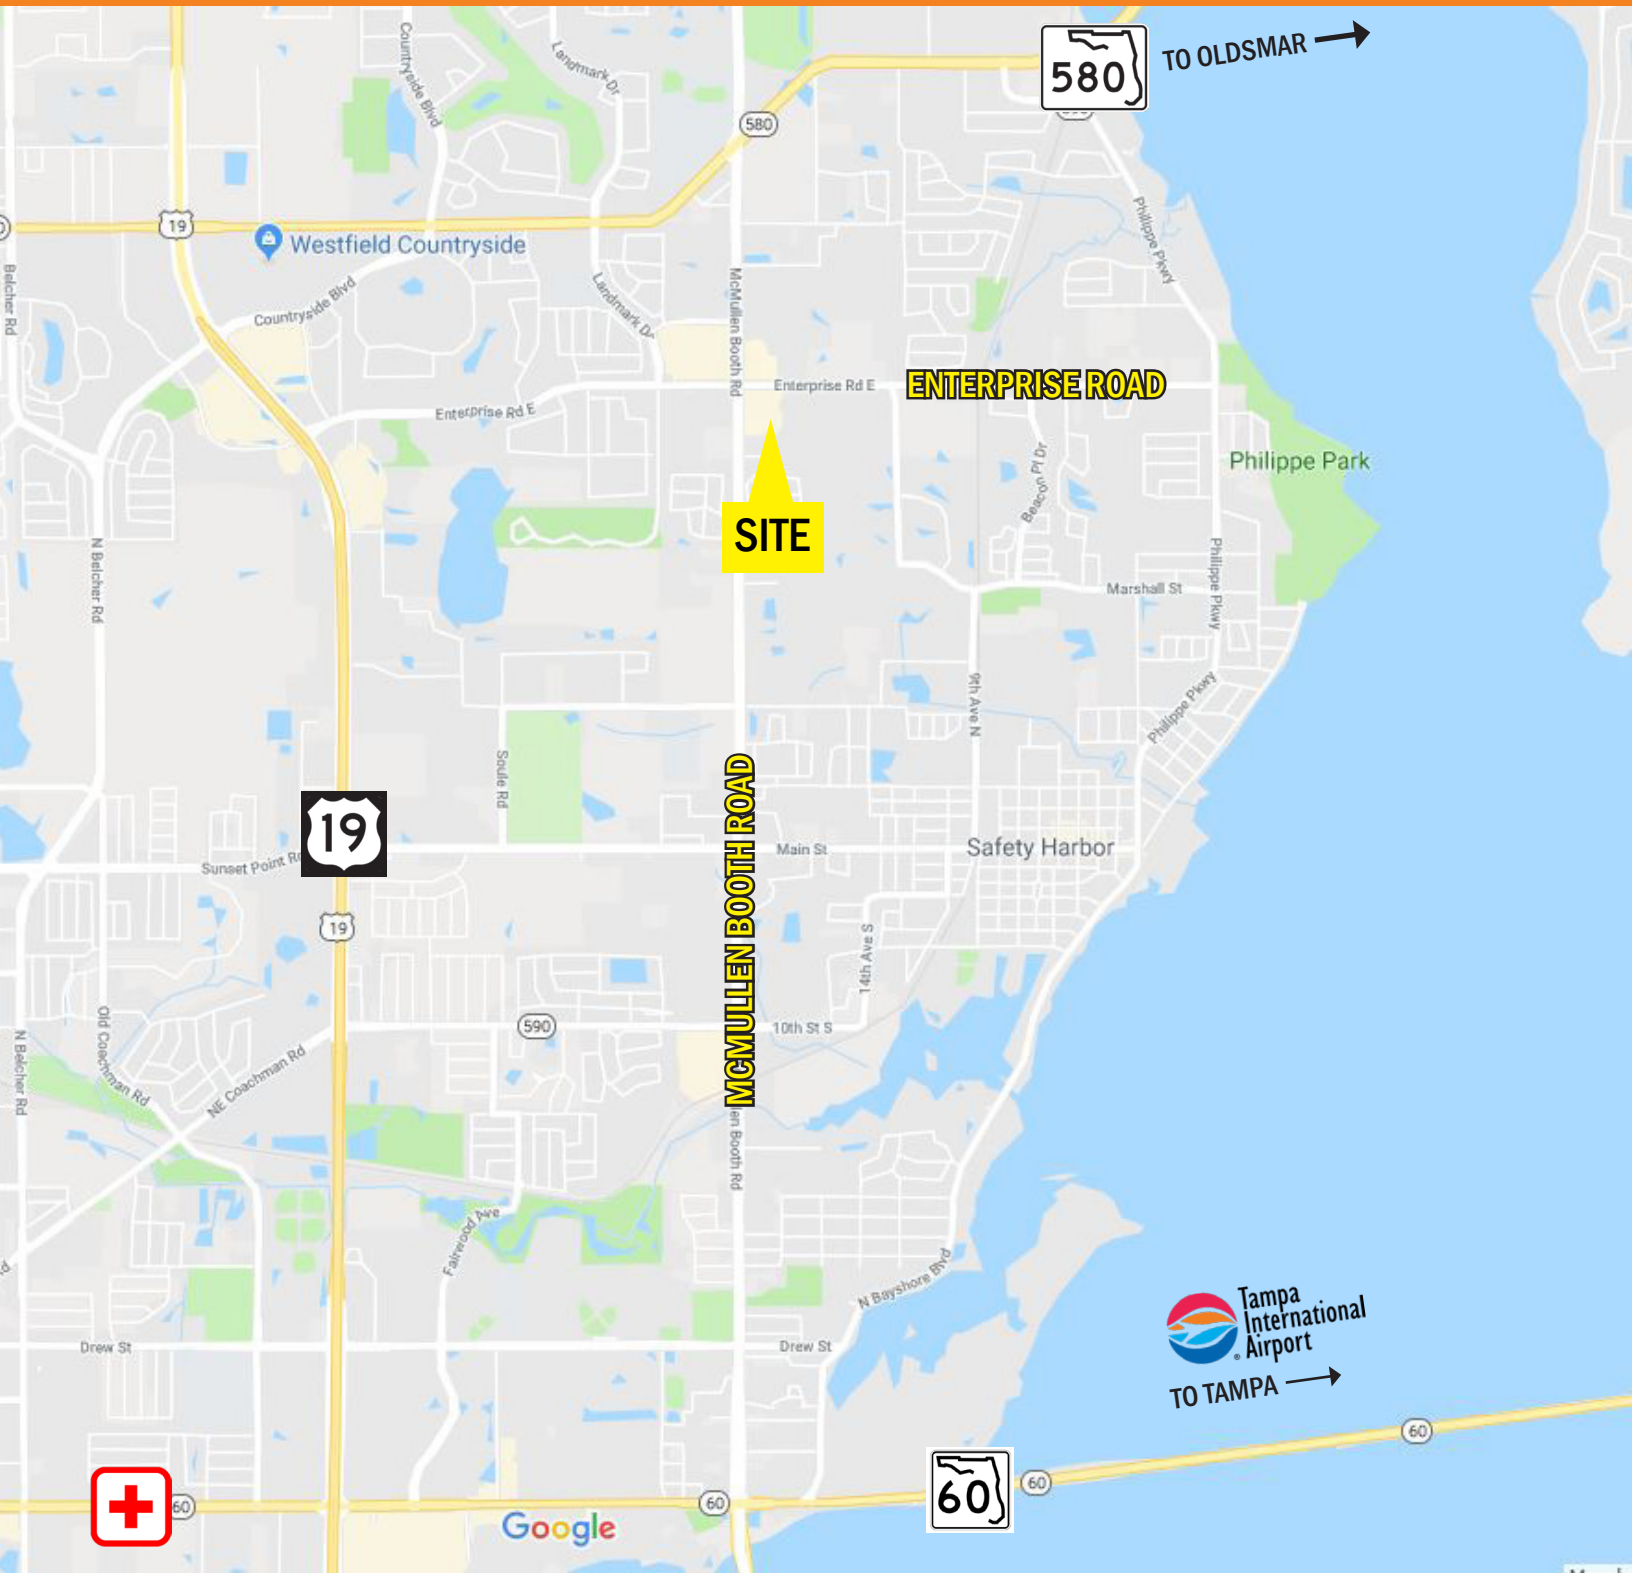 Countryside Blvd
Landmark Dr
580
TO OLDSMAR
580
19
Westfield Countryside
Philippe Pkwy
Belcher Rd
Countryside Blvd
Landmark Dr
McMullen Booth Rd
Enterprise Rd E
ENTERPRISE ROAD
Enterprise Rd E
Philippe Park
Beacon Pl Dr
SITE
N Belcher Rd
Philippe Pkwy
Marshall St
9th Ave N
Philippe Pkwy
Soule Rd
MCMULLEN BOOTH ROAD
19
Main St
Safety Harbor
Sunset Point R
19
14th Ave S
590
10th St S
N Belcher Rd
Old Coachman Rd
NE Coachman Rd
len Booth Rd
Fairwood Ave
N Bayshore Blvd
Tampa
International
Airport
Drew St
Drew St
TO TAMPA
60
60
60
60
60
Google